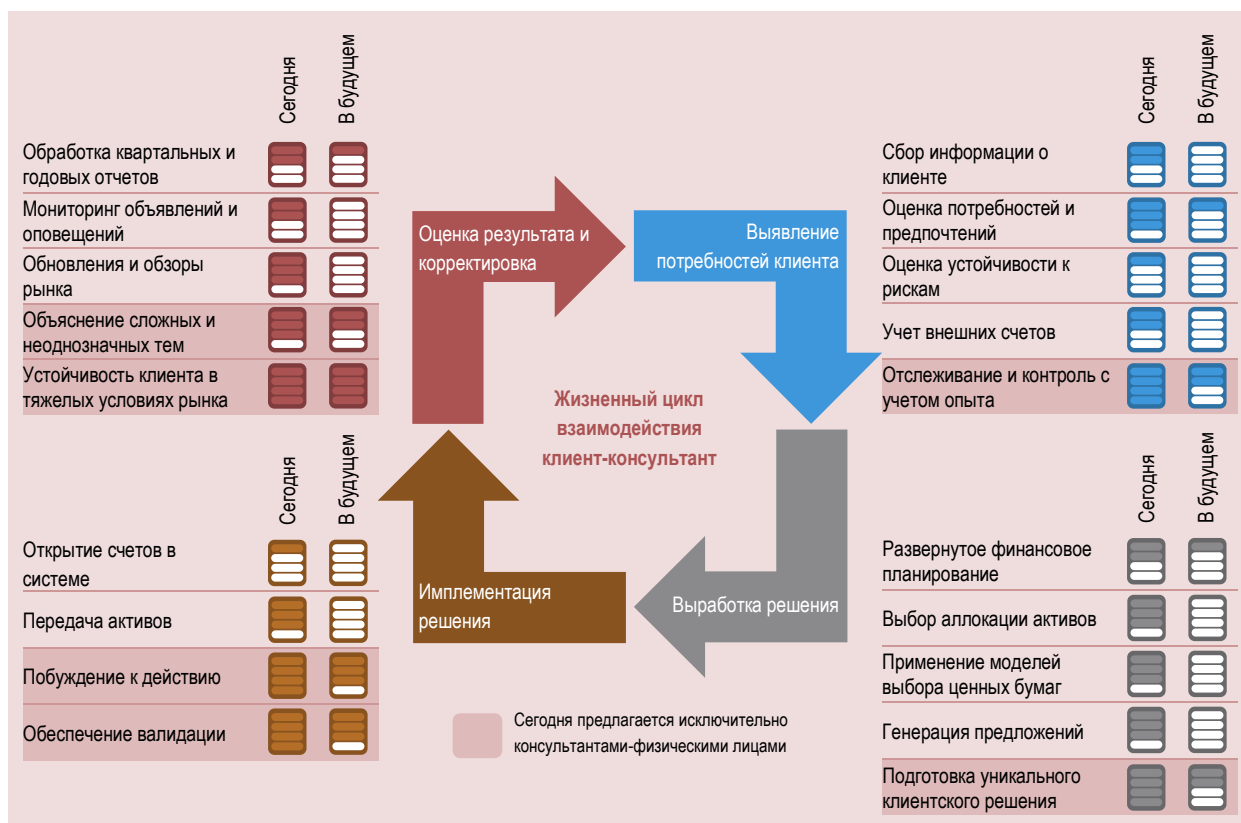 Сегодня
В будущем
Обработка квартальных и
годовых отчетов
Мониторинг объявлений и
оповещений
Обновления и обзоры
рынка
Объяснение сложных и
неоднозначных тем
Устойчивость клиента в
тяжелых условиях рынка
Сегодня
В будущем
Сбор информации о
клиенте
Оценка потребностей и
предпочтений
Оценка устойчивости к
рискам
Учет внешних счетов
Отслеживание и контроль с
учетом опыта
Оценка результата и
корректировка
Выявление
потребностей клиента
Жизненный цикл
взаимодействия
клиент-консультант
Имплементация
решения
Выработка решения
Сегодня
В будущем
Открытие счетов в
системе
Передача активов
Побуждение к действию
Обеспечение валидации
Сегодня
В будущем
Развернутое финансовое
планирование
Выбор аллокации активов
Применение моделей
выбора ценных бумаг
Генерация предложений
Подготовка уникального
клиентского решения
Сегодня предлагается исключительно
консультантами-физическими лицами